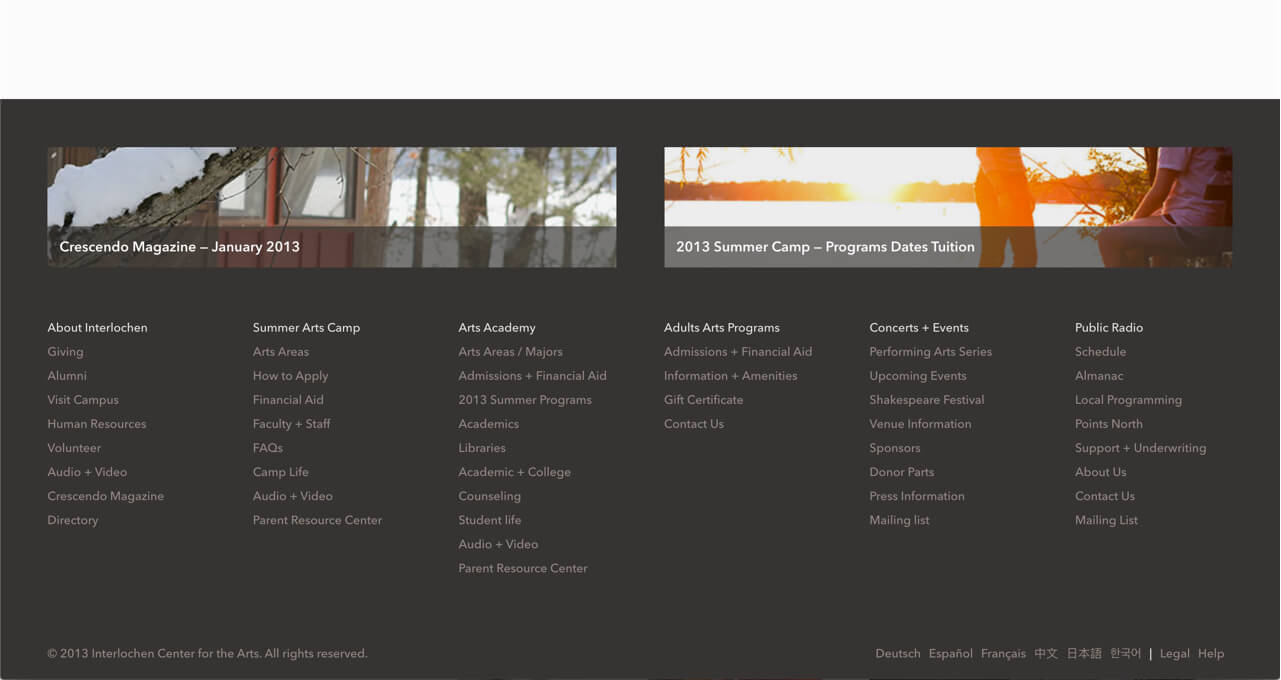 Crescendo Magazine – January 2013
2013 Summer Camp – Programs Dates Tuition
About Interlochen
Giving
Alumni
Visit Campus
Human Resources
Volunteer
Audio + Video
Crescendo Magazine
Directory
Summer Arts Camp
Arts Areas
How to Apply
Financial Aid
Faculty + Staff
FAQs
Camp Life
Audio + Video
Parent Resource Center
Arts Academy
Arts Areas / Majors
Admissions + Financial Aid
2013 Summer Programs
Academics
Libraries
Academic + College
Counseling
Student life
Audio + Video
Parent Resource Center
Adults Arts Programs
Admissions + Financial Aid
Information + Amenities
Gift Certificate
Contact Us
Concerts + Events
Performing Arts Series
Upcoming Events
Shakespeare Festival
Venue Information
Sponsors
Donor Parts
Press Information
Mailing list
Public Radio
Schedule
Almanac
Local Programming
Points North
Support + Underwriting
About Us
Contact Us
Mailing List
© 2013 Interlochen Center for the Arts. All rights reserved.
Deutsch Español Français 中文 日本語 한국어 | Legal Help